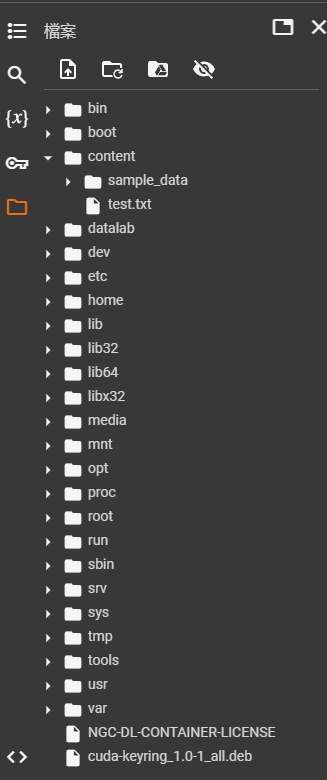 檔案
{x}
bin
boot
content
sample_data
test.txt
datalab
dev
etc
home
lib
lib32
lib64
libx32
media
mnt
opt
proc
root
run
sbin
srv
sys
tmp
tools
usr
var
NGC-DL-CONTAINER-LICENSE
cuda-keyring_1.0-1_all.deb